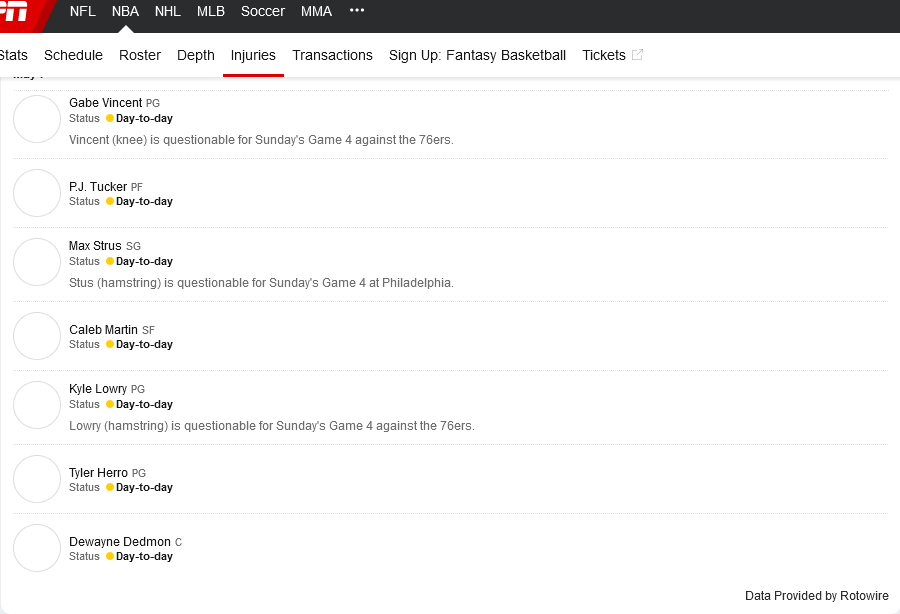 NFL NBA NHL MLB Soccer MMA •••
Stats Schedule Roster Depth Injuries Transactions Sign Up: Fantasy Basketball Tickets
Gabe Vincent PG
Status Day-to-day
Vincent (knee) is questionable for Sunday's Game 4 against the 76ers.
P.J. Tucker PF
Status Day-to-day
Max Strus SG
Status Day-to-day
Stus (hamstring) is questionable for Sunday's Game 4 at Philadelphia.
Caleb Martin SF
Status Day-to-day
Kyle Lowry PG
Status Day-to-day
Lowry (hamstring) is questionable for Sunday's Game 4 against the 76ers.
Tyler Herro PG
Status Day-to-day
Dewayne Dedmon C
Status Day-to-day
Data Provided by Rotowire